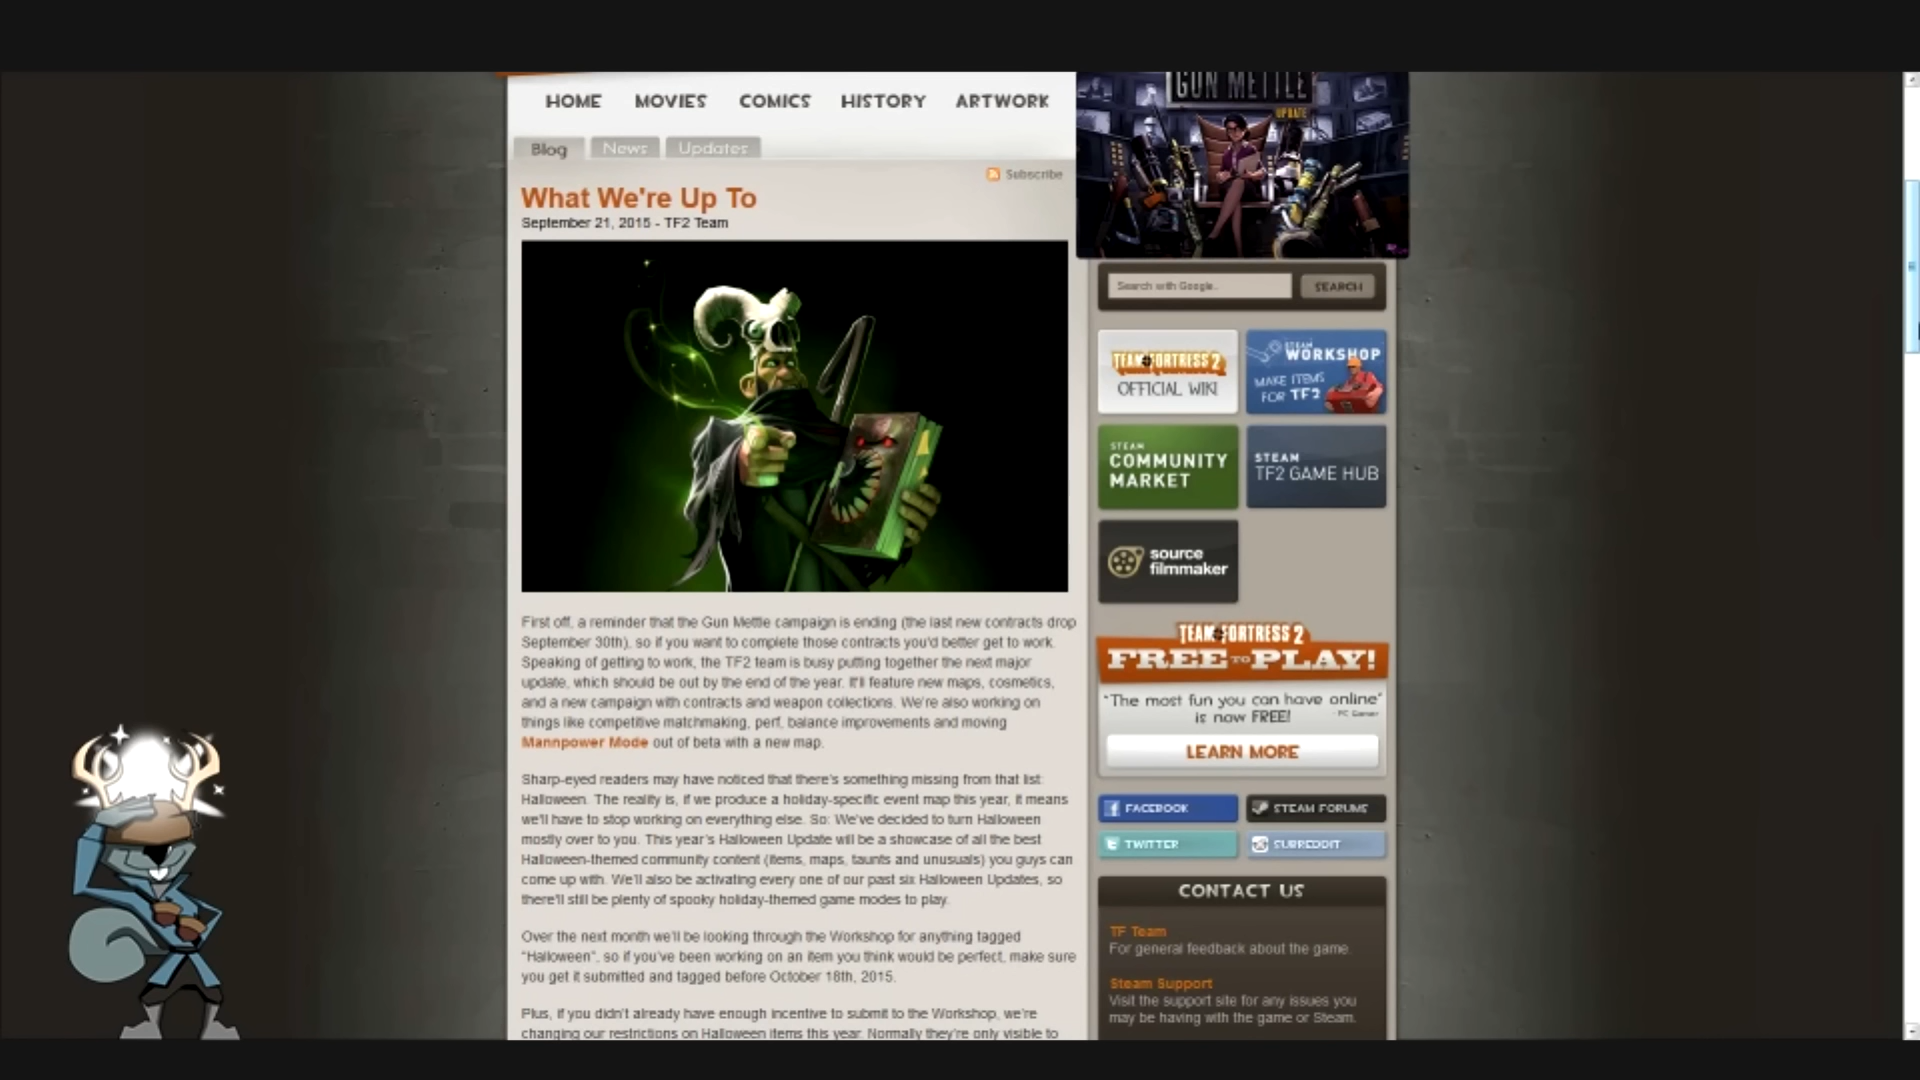 GUN METTLE
UPDATE
HOME MOVIES COMICS HISTORY ARTWORK
Blog News Updates
Subscribe
What We're Up To
September 21, 2015 - TF2 Team
First off, a reminder that the Gun Mettle campaign is ending (the last new contracts drop
September 30th), so if you want to complete those contracts you'd better get to work.
Speaking of getting to work, the TF2 team is busy putting together the next major
update, which should be out by the end of the year. It'll feature new maps, cosmetics,
and a new campaign with contracts and weapon collections. We're also working on
things like competitive matchmaking, perf, balance improvements and moving
Mannpower Mode out of beta with a new map.
Sharp-eyed readers may have noticed that there's something missing from that list:
Halloween. The reality is, if we produce a holiday-specific event map this year, it means
we'll have to stop working on everything else. So: We've decided to turn Halloween
mostly over to you. This year's Halloween Update will be a showcase of all the best
Halloween-themed community content (items, maps, taunts and unusuals) you guys can
come up with. We'll also be activating every one of our past six Halloween Updates, so
there'll still be plenty of spooky holiday-themed game modes to play.
Over the next month we'll be looking through the Workshop for anything tagged
"Halloween", so if you've been working on an item you think would be perfect, make sure
you get it submitted and tagged before October 18th, 2015.
Plus, if you didn't already have enough incentive to submit to the Workshop, we're
changing our restrictions on Halloween items this year. Normally they're only visible to
Search with Google..
SEARCH
TEAM FORTRESS 2
OFFICIAL WIKI
STEAM
WORKSHOP
MAKE ITEMS
FOR TF2
STEAM
COMMUNITY
MARKET
STEAM
TF2 GAME HUB
source
filmmaker
TEAM FORTRESS 2
FREE TO PLAY!
"The most fun you can have online"
- PC Gamer
is now FREE!
LEARN MORE
FACEBOOK
STEAM FORUMS
TWITTER
SUBREDDIT
CONTACT US
TF Team
For general feedback about the game.
Steam Support
Visit the support site for any issues you
may be having with the game or Steam.